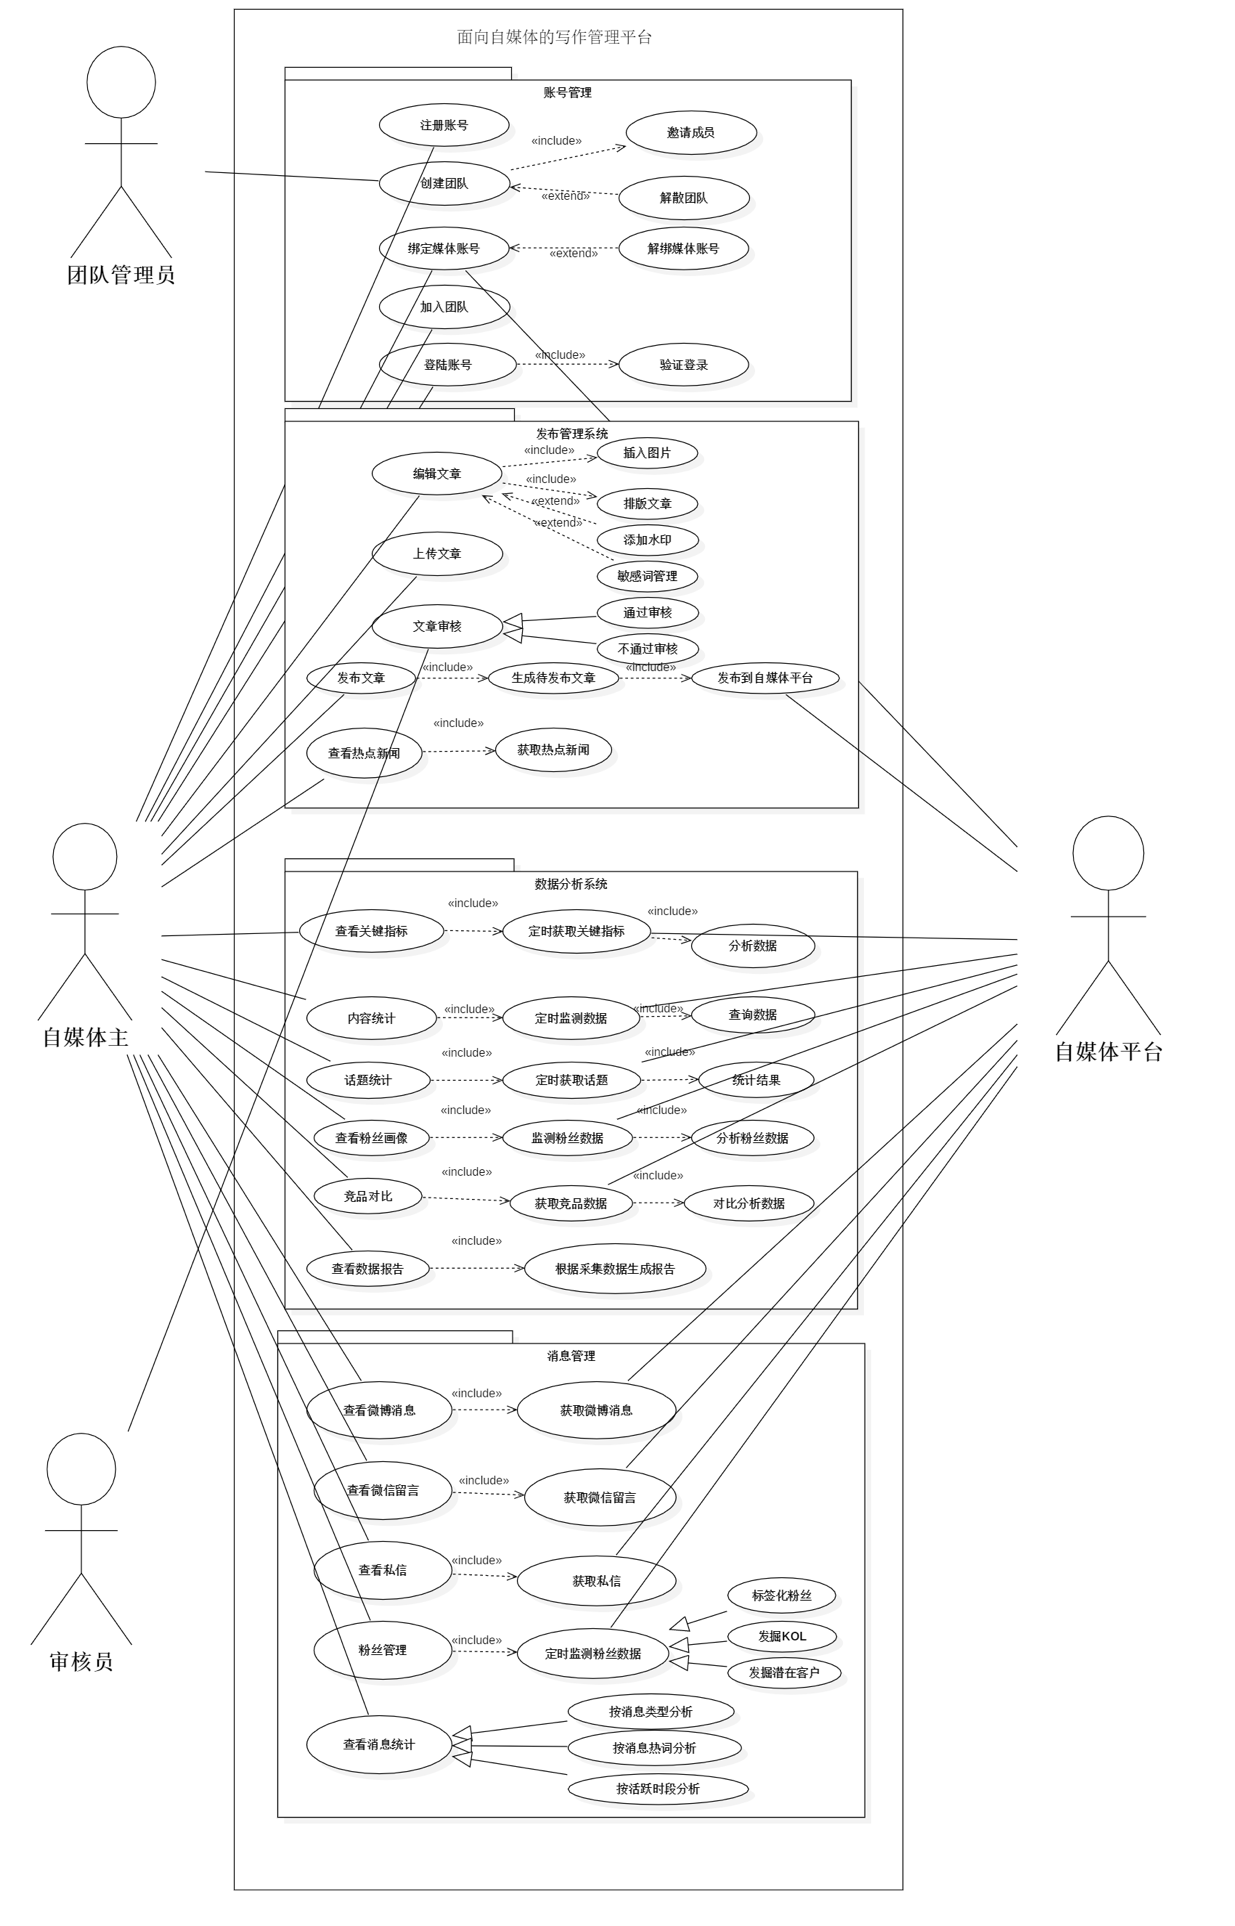 面向自媒体的写作管理平台
账号管理
注册账号
邀请成员
«include»
创建团队
«extend»
解散团队
绑定媒体账号
«extend»
解绑媒体账号
团队管理员
加入团队
登陆账号
«include»
验证登录
发布管理系统
«include»
插入图片
编辑文章
«include»
排版文章
«extend»
«extend»
添加水印
上传文章
敏感词管理
通过审核
文章审核
不通过审核
发布文章
«include»
生成待发布文章
«include»
发布到自媒体平台
«include»
查看热点新闻
获取热点新闻
数据分析系统
«include»
«include»
查看关键指标
定时获取关键指标
分析数据
内容统计
«include»
定时监测数据
«include»
查询数据
自媒体主
自媒体平台
«include»
«include»
话题统计
定时获取话题
统计结果
«include»
«include»
查看粉丝画像
监测粉丝数据
分析粉丝数据
«include»
«include»
竞品对比
获取竞品数据
对比分析数据
«include»
查看数据报告
根据采集数据生成报告
消息管理
«include»
查看微博消息
获取微博消息
«include»
查看微信留言
获取微信留言
«include»
查看私信
获取私信
标签化粉丝
«include»
发掘KOL
粉丝管理
定时监测粉丝数据
审核员
发掘潜在客户
按消息类型分析
查看消息统计
按消息热词分析
按活跃时段分析